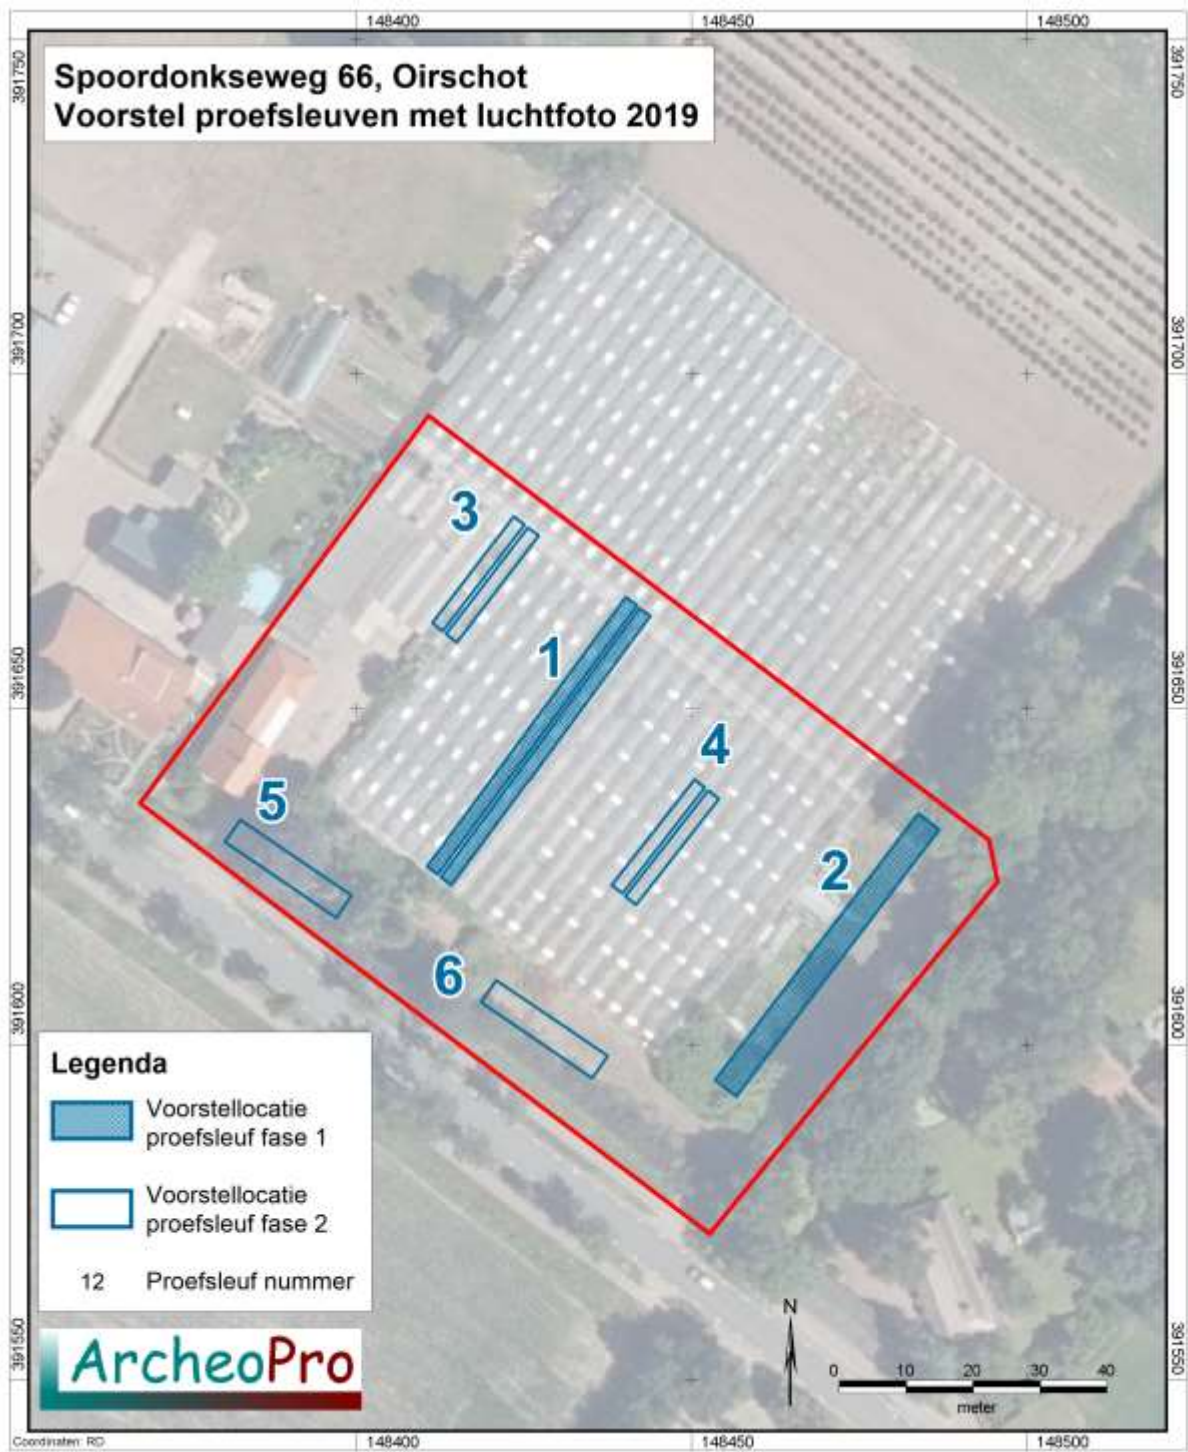 148400
148450
148500
391750
391750
Spoordonkseweg 66, Oirschot
Voorstel proefsleuven met luchtfoto 2019
391700
391700
3
1
391650
391650
4
5
2
6
391600
391600
Legenda
Voorstellocatie
proefsleuf fase 1
Voorstellocatie
proefsleuf fase 2
12 Proefsleuf nummer
N
391550
391550
ArcheoPro
0 10 20 30 40
meter
Coordinaten: RD
148400
148450
148500